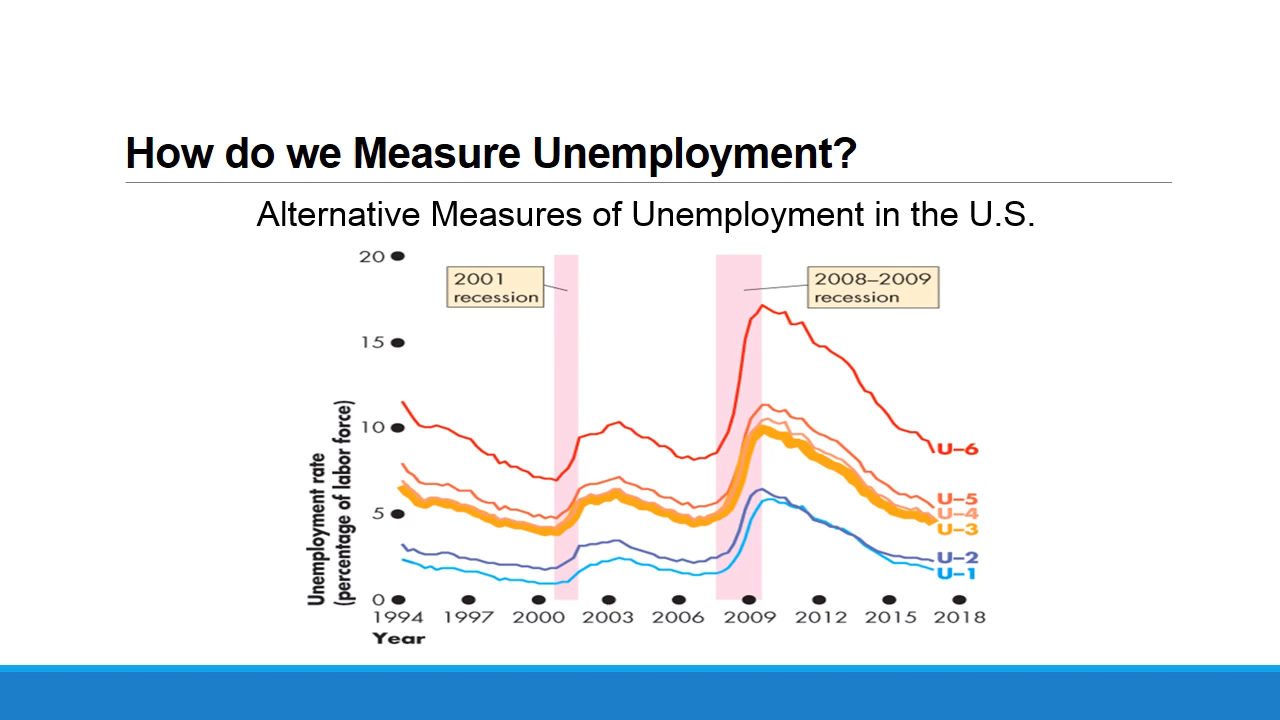 How do we Measure Unemployment?
Alternative Measures of Unemployment in the U.S.
20
2001
recession
2008–2009
recession
15
10
5
0
Unemployment rate
(percentage of labor force)
U–6
U–5
U–4
U–3
U–2
U–1
1994 1997 2000 2003 2006 2009 2012 2015 2018
Year